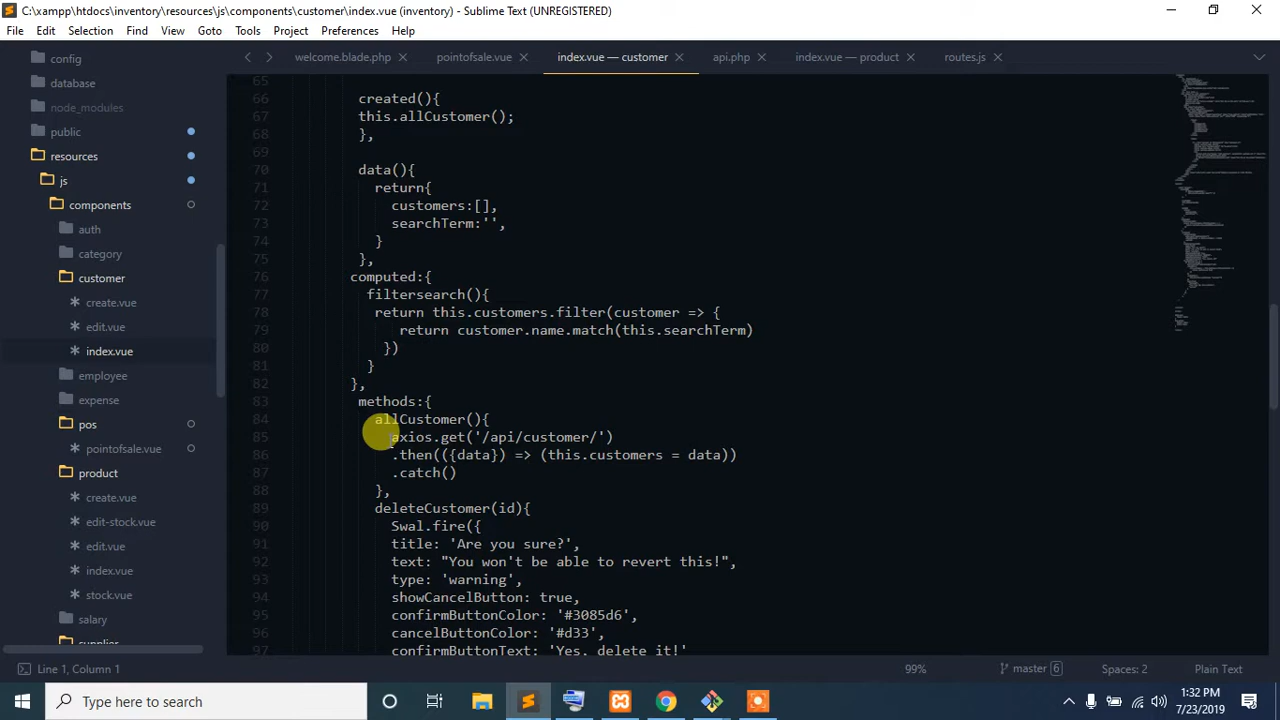 C:\xampp\htdocs\inventory\resources\js\components\customer\index.vue (inventory) - Sublime Text (UNREGISTERED)
File Edit Selection Find View Goto Tools Project Preferences Help
welcome.blade.php pointofsale.vue index.vue — customer api.php index.vue — product routes.js
config
database
node_modules
public
resources
js
components
auth
category
customer
create.vue
edit.vue
index.vue
employee
expense
pos
pointofsale.vue
product
create.vue
edit-stock.vue
edit.vue
index.vue
stock.vue
salary
supplier
65
66 created(){
67 this.allCustomer();
68 },
69
70 data(){
71 return{
72 customers:[],
73 searchTerm:'',
74 }
75 },
76 computed:{
77 filtersearch(){
78 return this.customers.filter(customer => {
79 return customer.name.match(this.searchTerm)
80 })
81 }
82 },
83 methods:{
84 allCustomer(){
85 axios.get('/api/customer/')
86 .then(({data}) => (this.customers = data))
87 .catch()
88 },
89 deleteCustomer(id){
90 Swal.fire({
91 title: 'Are you sure?',
92 text: "You won't be able to revert this!",
93 type: 'warning',
94 showCancelButton: true,
95 confirmButtonColor: '#3085d6',
96 cancelButtonColor: '#d33',
97 confirmButtonText: 'Yes, delete it!'
Line 1, Column 1 99% master 6 Spaces: 2 Plain Text
Type here to search
1:32 PM
7/23/2019